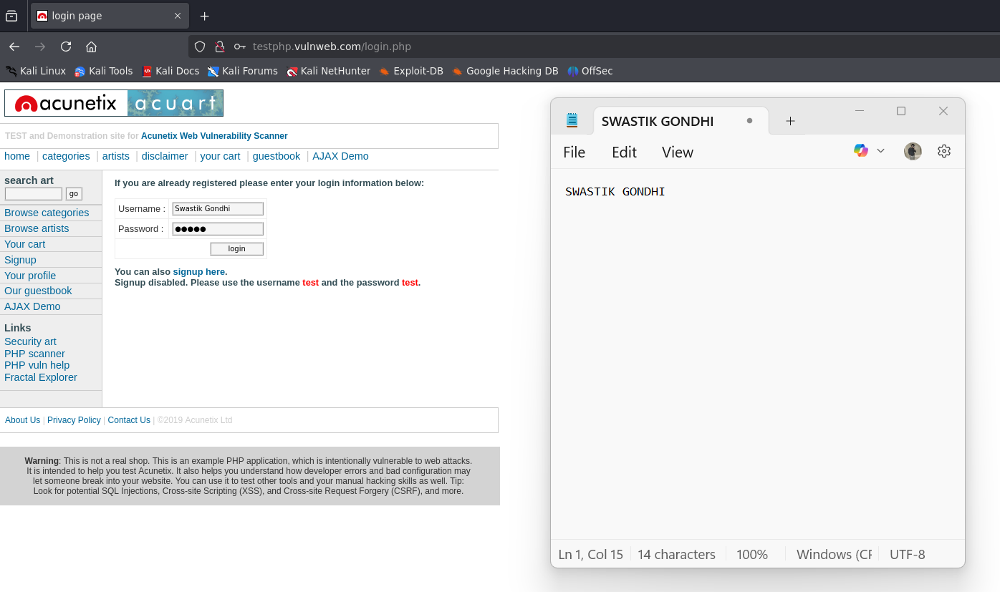 login page
testphp.vulnweb.com/login.php
Kali Linux Kali Tools Kali Docs Kali Forums Kali NetHunter Exploit-DB Google Hacking DB OffSec
acunetix acuart
TEST and Demonstration site for Acunetix Web Vulnerability Scanner
home | categories | artists | disclaimer | your cart | guestbook | AJAX Demo
search art
go
Browse categories
Browse artists
Your cart
Signup
Your profile
Our guestbook
AJAX Demo
Links
Security art
PHP scanner
PHP vuln help
Fractal Explorer
If you are already registered please enter your login information below:
Username : Swastik Gondhi
Password : ●●●●●
login
You can also signup here.
Signup disabled. Please use the username test and the password test.
About Us | Privacy Policy | Contact Us | ©2019 Acunetix Ltd
Warning: This is not a real shop. This is an example PHP application, which is intentionally vulnerable to web attacks.
It is intended to help you test Acunetix. It also helps you understand how developer errors and bad configuration may
let someone break into your website. You can use it to test other tools and your manual hacking skills as well. Tip:
Look for potential SQL Injections, Cross-site Scripting (XSS), and Cross-site Request Forgery (CSRF), and more.
SWASTIK GONDHI
File Edit View
SWASTIK GONDHI
Ln 1, Col 15 14 characters 100% Windows (CF UTF-8